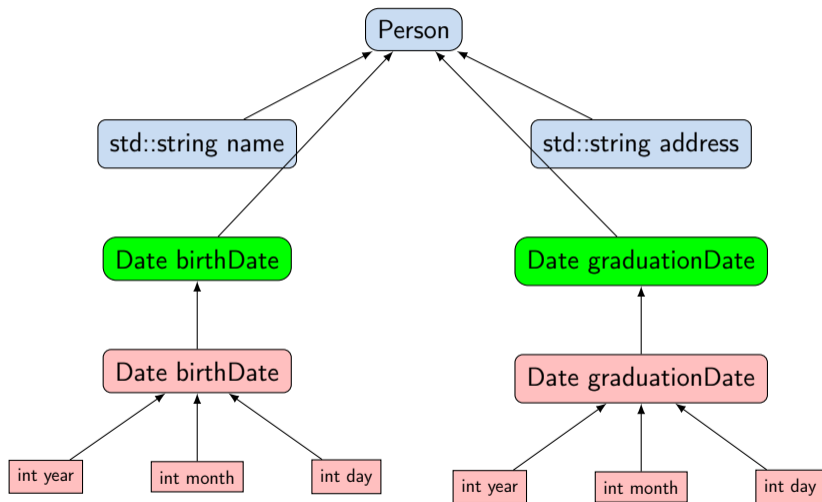 Person
std::string name
std::string address
Date birthDate
Date graduationDate
Date birthDate
Date graduationDate
int year
int month
int day
int year
int month
int day